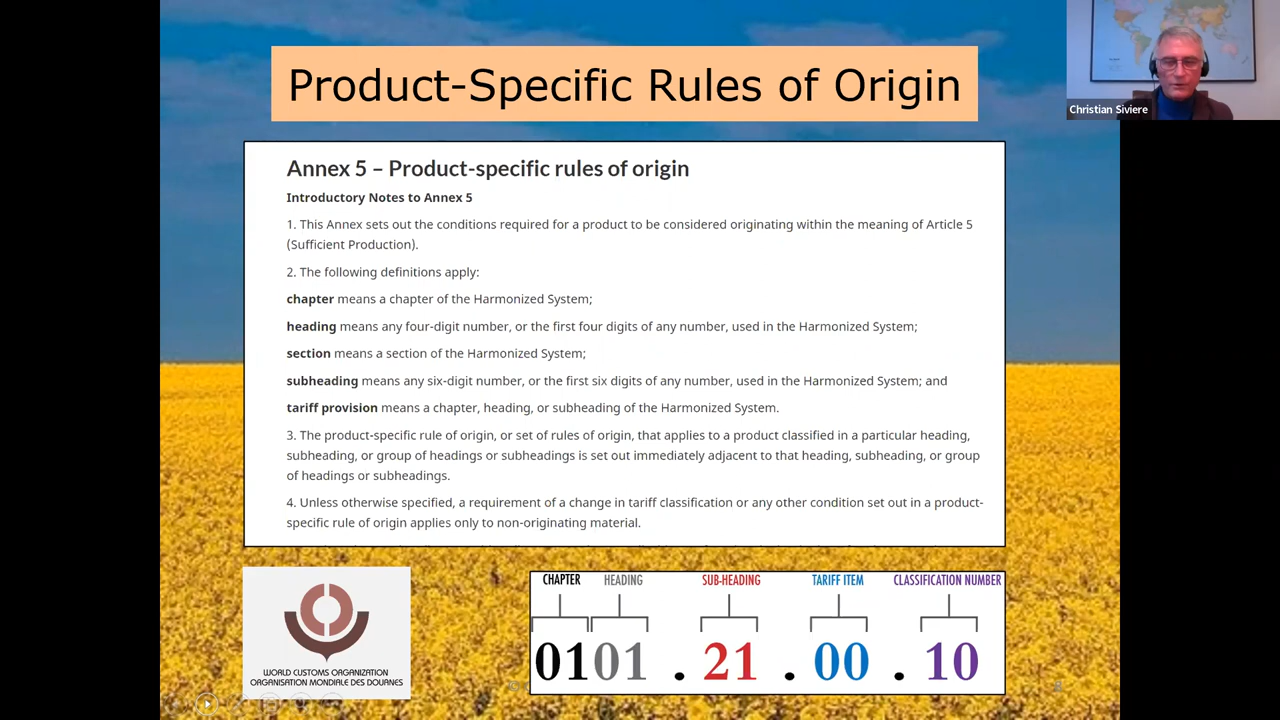 Product-Specific Rules of Origin
Christian Siviere
Annex 5 – Product-specific rules of origin
Introductory Notes to Annex 5
1. This Annex sets out the conditions required for a product to be considered originating within the meaning of Article 5
(Sufficient Production).
2. The following definitions apply:
chapter means a chapter of the Harmonized System;
heading means any four-digit number, or the first four digits of any number, used in the Harmonized System;
section means a section of the Harmonized System;
subheading means any six-digit number, or the first six digits of any number, used in the Harmonized System; and
tariff provision means a chapter, heading, or subheading of the Harmonized System.
3. The product-specific rule of origin, or set of rules of origin, that applies to a product classified in a particular heading,
subheading, or group of headings or subheadings is set out immediately adjacent to that heading, subheading, or group
of headings or subheadings.
4. Unless otherwise specified, a requirement of a change in tariff classification or any other condition set out in a product-
specific rule of origin applies only to non-originating material.
WORLD CUSTOMS ORGANIZATION
ORGANISATION MONDIALE DES DOUANES
CHAPTER HEADING SUB-HEADING TARIFF ITEM CLASSIFICATION NUMBER
0101.21.00.10